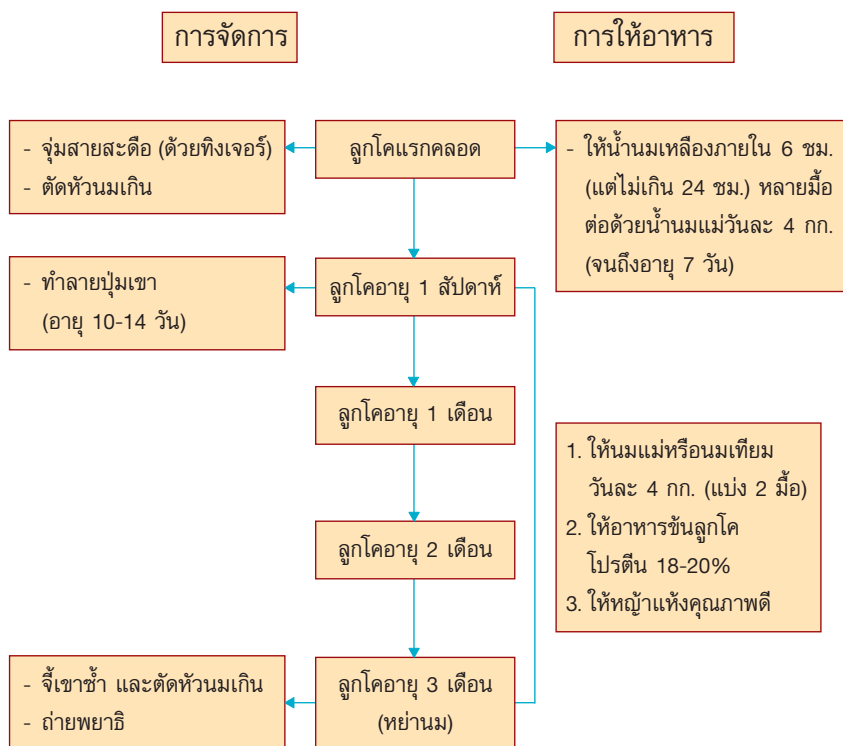 การจัดการ
การให้อาหาร
- จุ่มสายสะดือ (ด้วยทิงเจอร์)
- ตัดหัวนมเกิน
ลูกโคแรกคลอด
- ให้น้ำนมเหลืองภายใน 6 ชม.
(แต่ไม่เกิน 24 ชม.) หลายมื้อ
ต่อด้วยน้ำนมแม่วันละ 4 กก.
(จนถึงอายุ 7 วัน)
- ทำลายปุ่มเขา
(อายุ 10-14 วัน)
ลูกโคอายุ 1 สัปดาห์
ลูกโคอายุ 1 เดือน
1. ให้นมแม่หรือนมเทียม
วันละ 4 กก. (แบ่ง 2 มื้อ)
2. ให้อาหารข้นลูกโค
โปรตีน 18-20%
3. ให้หญ้าแห้งคุณภาพดี
ลูกโคอายุ 2 เดือน
- จี้เขาซ้ำ และตัดหัวนมเกิน
- ถ่ายพยาธิ
ลูกโคอายุ 3 เดือน
(หย่านม)